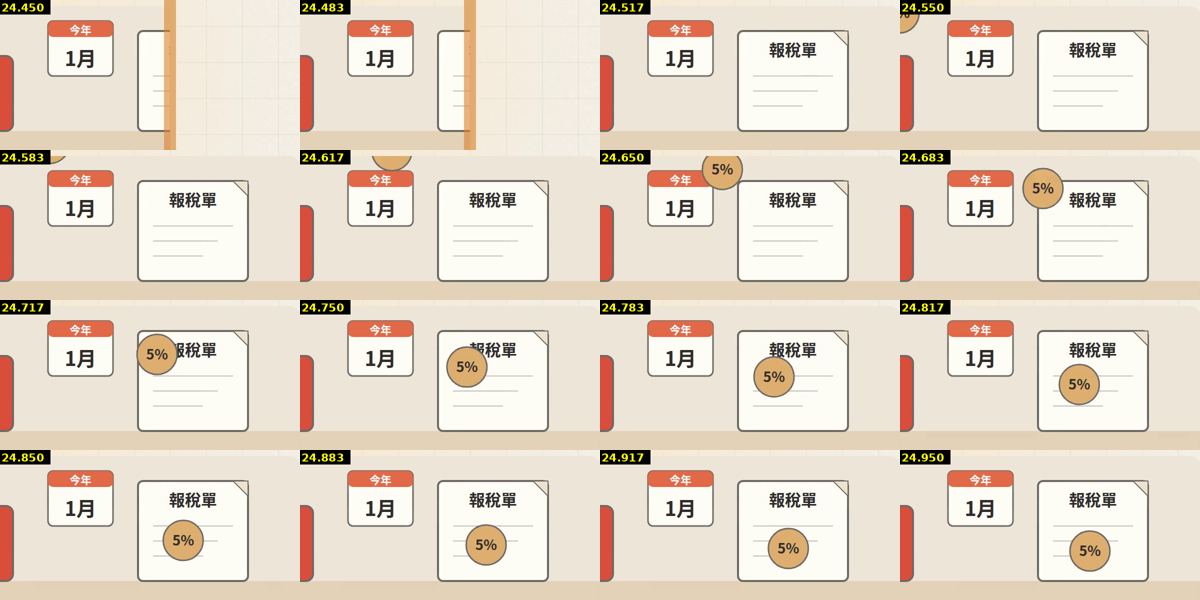 24.450
今年
1月
24.483
今年
1月
24.517
今年
1月
報稅單
24.550
今年
1月
報稅單
24.583
今年
1月
報稅單
24.617
今年
1月
報稅單
24.650
今年
1月
5%
報稅單
24.683
今年
1月
5%
報稅單
24.717
今年
1月
5%
報稅單
24.750
今年
1月
5%
報稅單
24.783
今年
1月
報稅單
5%
24.817
今年
1月
報稅單
5%
24.850
今年
1月
報稅單
5%
24.883
今年
1月
報稅單
5%
24.917
今年
1月
報稅單
5%
24.950
今年
1月
報稅單
5%